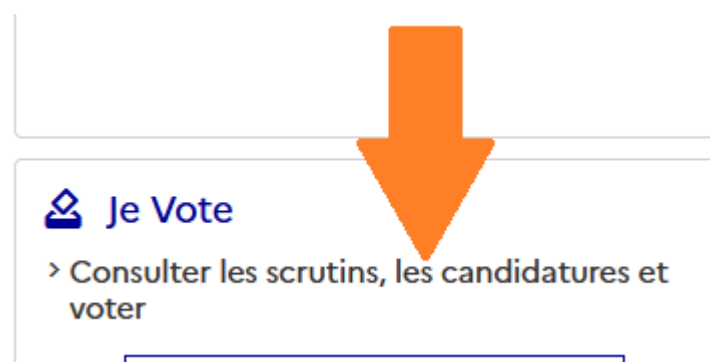 Je Vote
> Consulter les scrutins, les candidatures et
voter